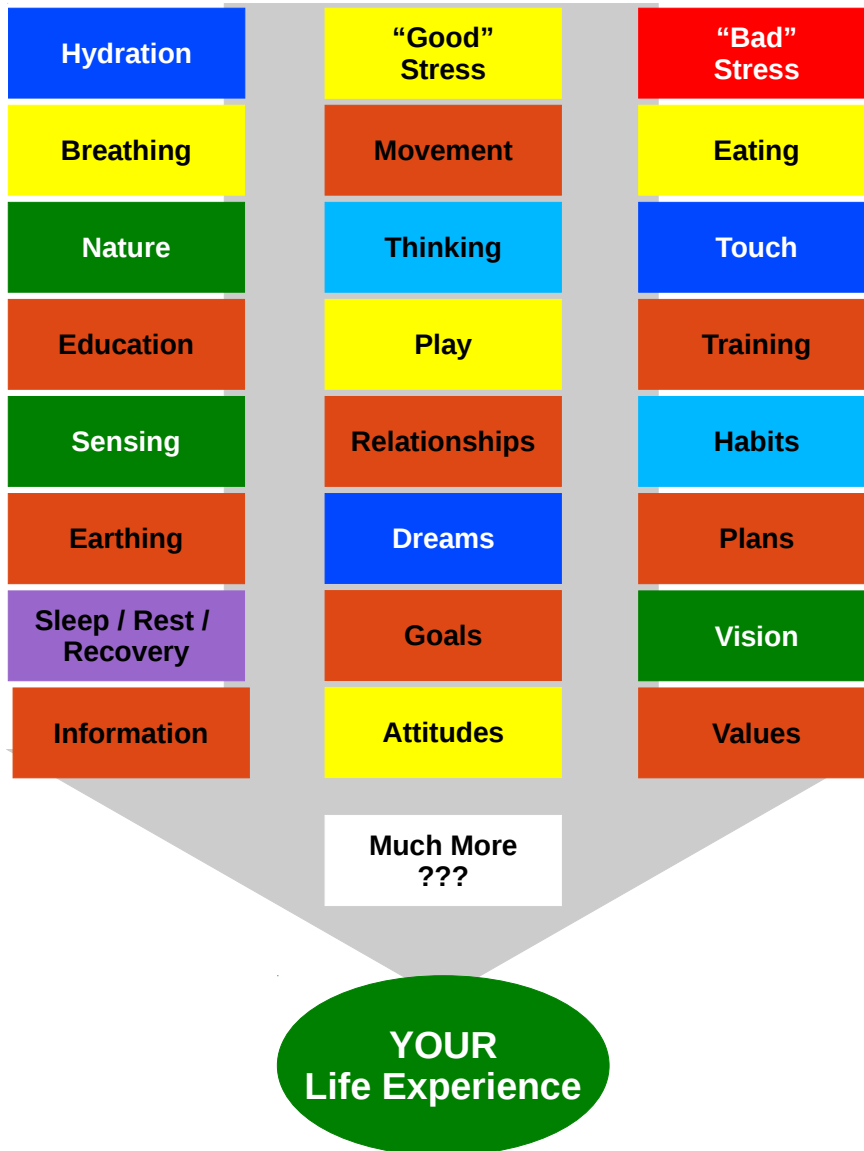 Hydration
“Good”
Stress
“Bad”
Stress
Breathing
Movement
Eating
Nature
Thinking
Touch
Education
Play
Training
Sensing
Relationships
Habits
Earthing
Dreams
Plans
Sleep / Rest /
Recovery
Goals
Vision
Information
Attitudes
Values
Much More
???
YOUR
Life Experience